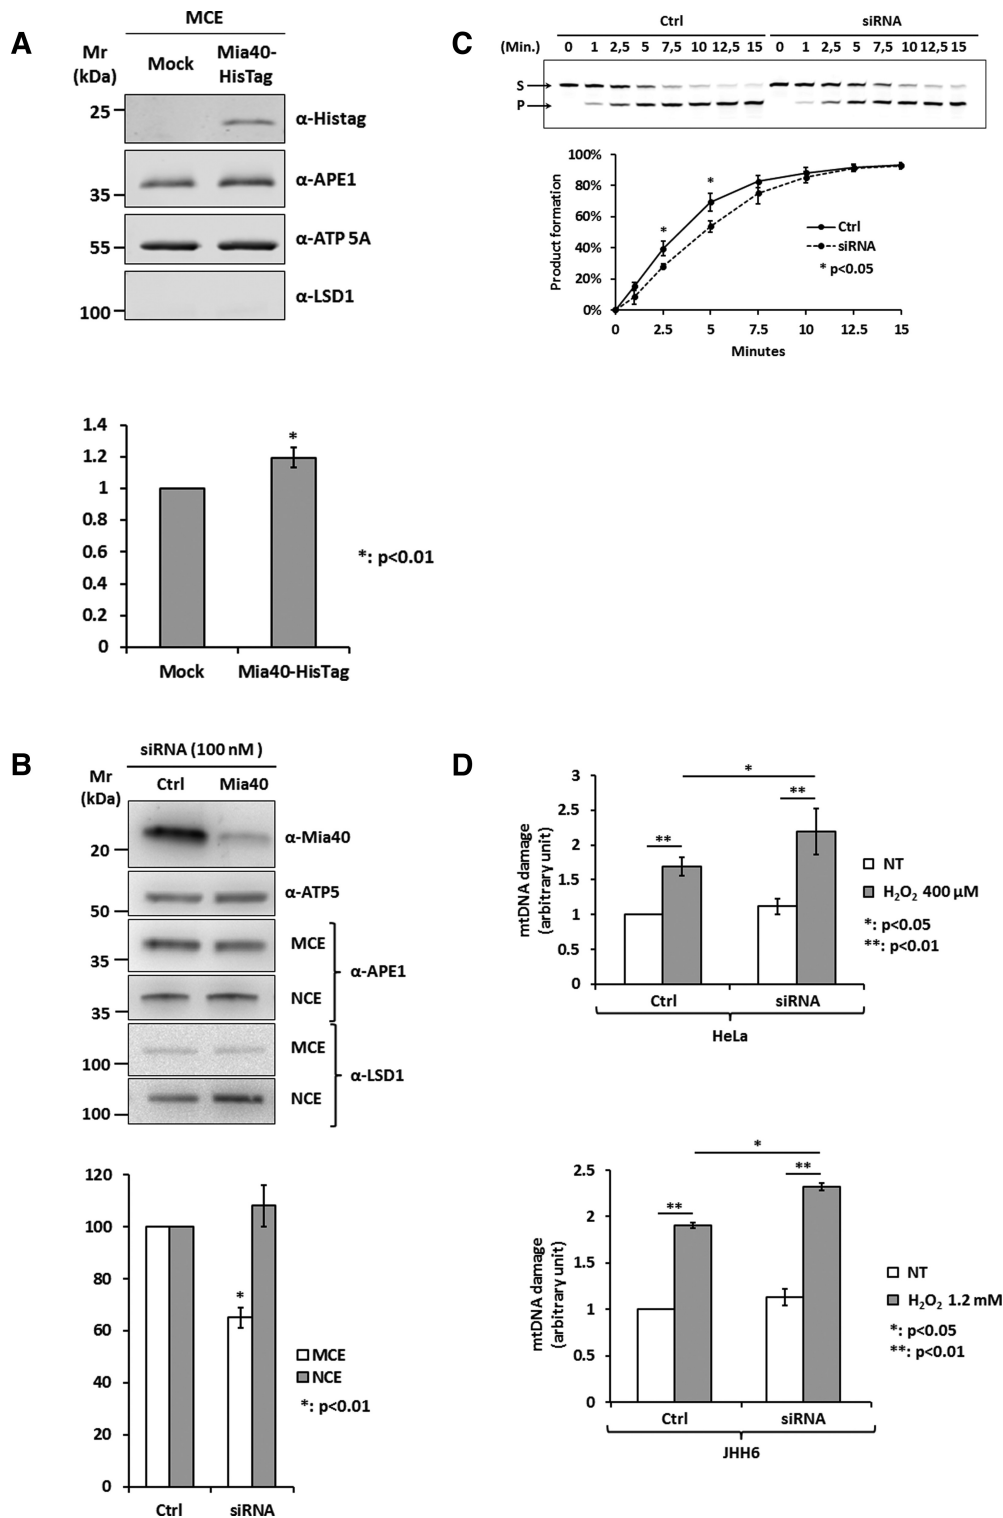 A
MCE
Mr
(kDa)
Mock
Mia40-
HisTag
25
α-Histag
35
α-APE1
55
α-ATP 5A
100
α-LSD1
1.4
1.2
1
0.8
0.6
0.4
0.2
0
*
*: p<0.01
Mock Mia40-HisTag
B
siRNA (100 nM )
Mr
(kDa)
Ctrl Mia40
20
α-Mia40
50
α-ATP5
35
MCE
α-APE1
35
NCE
100
MCE
α-LSD1
100
NCE
120
100
80
60
40
20
0
*
MCE
NCE
*: p<0.01
Ctrl siRNA
C
Ctrl siRNA
(Min.) 0 1 2,5 5 7,5 10 12,5 15 0 1 2,5 5 7,5 10 12,5 15
S
P
Product formation
100%
80%
60%
40%
20%
0%
*
*
Ctrl
siRNA
* p<0.05
0 2.5 5 7.5 10 12.5 15
Minutes
D
mtDNA damage
(arbitrary unit)
3
2.5
2
1.5
1
0.5
0
*
**
**
NT
H₂O₂ 400 μM
*: p<0.05
**: p<0.01
Ctrl siRNA
HeLa
mtDNA damage
(arbitrary unit)
2.5
2
1.5
1
0.5
0
*
**
**
NT
H₂O₂ 1.2 mM
*: p<0.05
**: p<0.01
Ctrl siRNA
JHH6